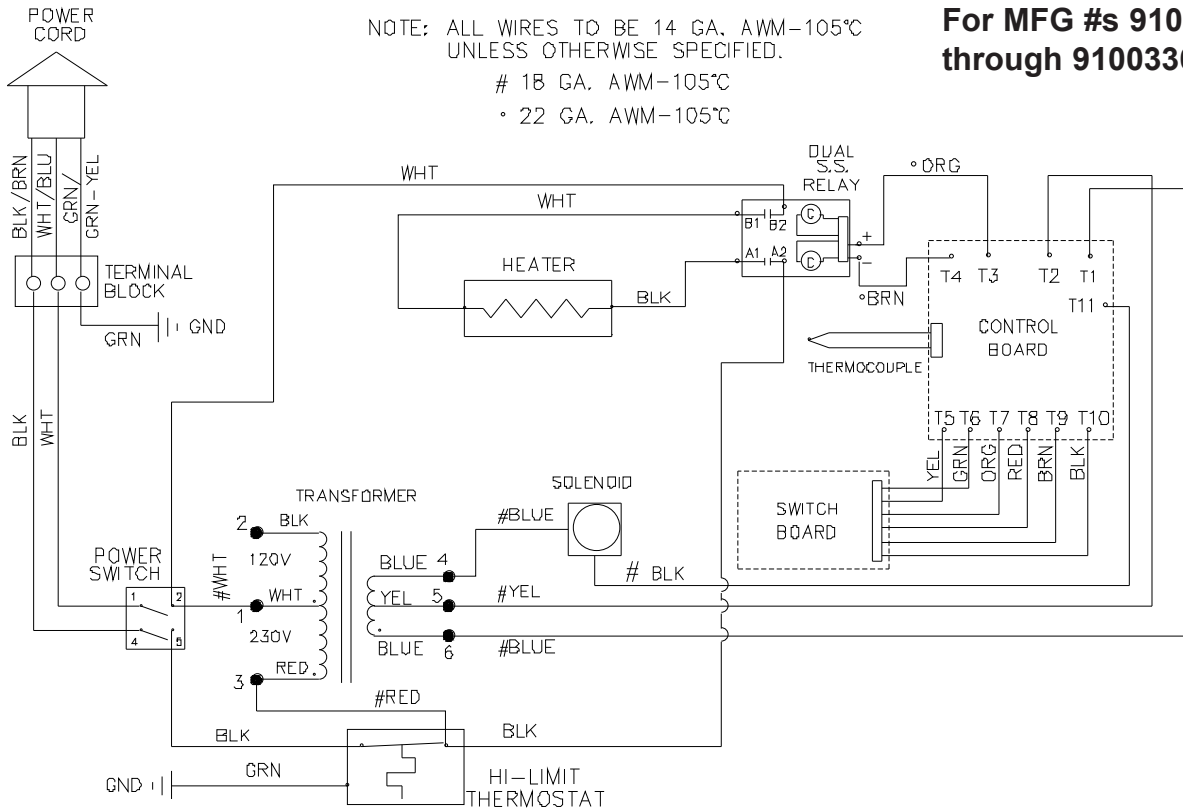 POWER
CORD
NOTE: ALL WIRES TO BE 14 GA. AWM-105°C
UNLESS OTHERWISE SPECIFIED.
# 18 GA. AWM-105°C
° 22 GA. AWM-105°C
For MFG #s 910
through 910033
BLK/BRN
WHT/BLU
GRN/
GRN-YEL
TERMINAL
BLOCK
GRN
GND
BLK
WHT
WHT
WHT
HEATER
BLK
DUAL
S.S.
RELAY
B1 B2
A1 A2
C
C
+
−
°ORG
°BRN
T4 T3 T2 T1
T11
CONTROL
BOARD
THERMOCOUPLE
T5 T6 T7 T8 T9 T10
YEL
GRN
ORG
RED
BRN
BLK
SWITCH
BOARD
SOLENOID
#BLUE
# BLK
TRANSFORMER
2 BLK
120V
#WHT
1 WHT
230V
3 RED
#RED
BLUE 4
YEL 5
BLUE 6
#YEL
#BLUE
POWER
SWITCH
1 2
4 5
BLK
BLK
GND
GRN
HI-LIMIT
THERMOSTAT